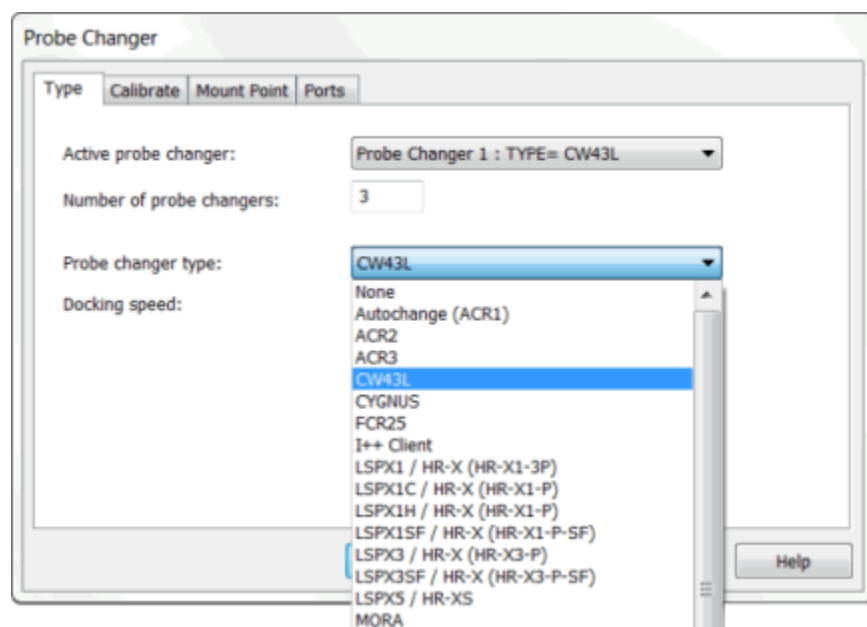 Probe Changer
Type Calibrate Mount Point Ports
Active probe changer: Probe Changer 1 : TYPE= CW43L
Number of probe changers: 3
Probe changer type: CW43L
Docking speed:
None
Autochange (ACR1)
ACR2
ACR3
CW43L
CYGNUS
FCR25
I++ Client
LSPX1 / HR-X (HR-X1-3P)
LSPX1C / HR-X (HR-X1-P)
LSPX1H / HR-X (HR-X1-P)
LSPX1SF / HR-X (HR-X1-P-SF)
LSPX3 / HR-X (HR-X3-P)
LSPX3SF / HR-X (HR-X3-P-SF)
LSPX5 / HR-XS
MORA
Help